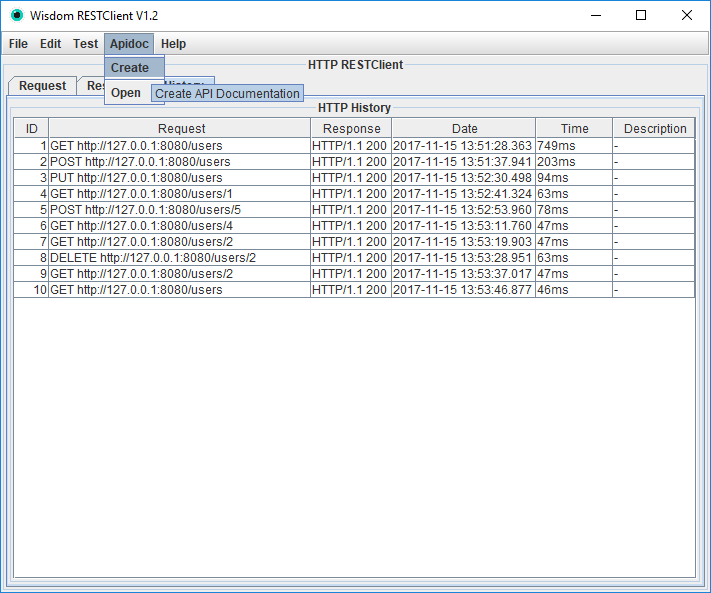 Wisdom RESTClient V1.2
File Edit Test Apidoc Help
Create
HTTP RESTClient
Request
Open Create API Documentation
HTTP History
ID Request Response Date Time Description
1 GET http://127.0.0.1:8080/users HTTP/1.1 200 2017-11-15 13:51:28.363 749ms -
2 POST http://127.0.0.1:8080/users HTTP/1.1 200 2017-11-15 13:51:37.941 203ms -
3 PUT http://127.0.0.1:8080/users HTTP/1.1 200 2017-11-15 13:52:30.498 94ms -
4 GET http://127.0.0.1:8080/users/1 HTTP/1.1 200 2017-11-15 13:52:41.324 63ms -
5 POST http://127.0.0.1:8080/users/5 HTTP/1.1 200 2017-11-15 13:52:53.960 78ms -
6 GET http://127.0.0.1:8080/users/4 HTTP/1.1 200 2017-11-15 13:53:11.760 47ms -
7 GET http://127.0.0.1:8080/users/2 HTTP/1.1 200 2017-11-15 13:53:19.903 47ms -
8 DELETE http://127.0.0.1:8080/users/2 HTTP/1.1 200 2017-11-15 13:53:28.951 63ms -
9 GET http://127.0.0.1:8080/users/2 HTTP/1.1 200 2017-11-15 13:53:37.017 47ms -
10 GET http://127.0.0.1:8080/users HTTP/1.1 200 2017-11-15 13:53:46.877 46ms -